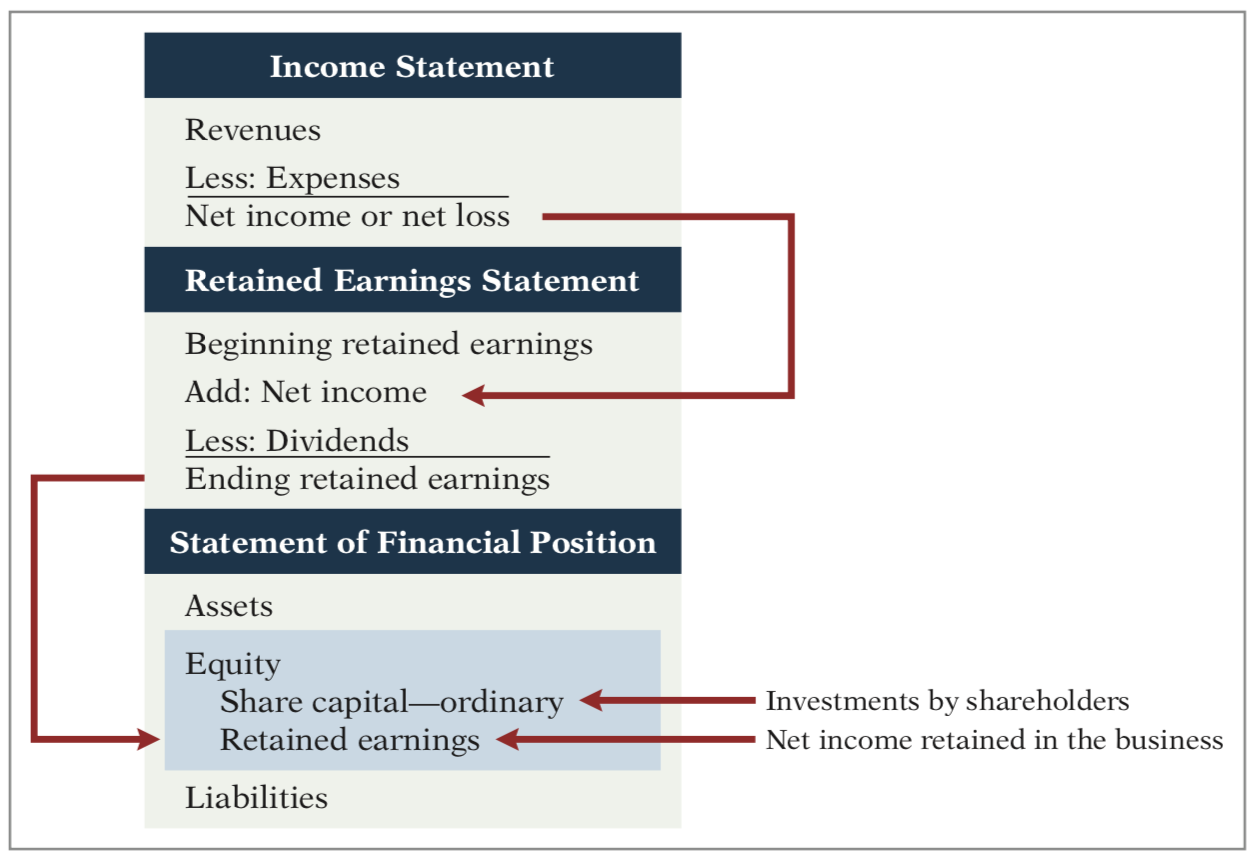 Income Statement
Revenues
Less: Expenses
Net income or net loss
Retained Earnings Statement
Beginning retained earnings
Add: Net income
Less: Dividends
Ending retained earnings
Statement of Financial Position
Assets
Equity
Share capital—ordinary
Investments by shareholders
Retained earnings
Net income retained in the business
Liabilities